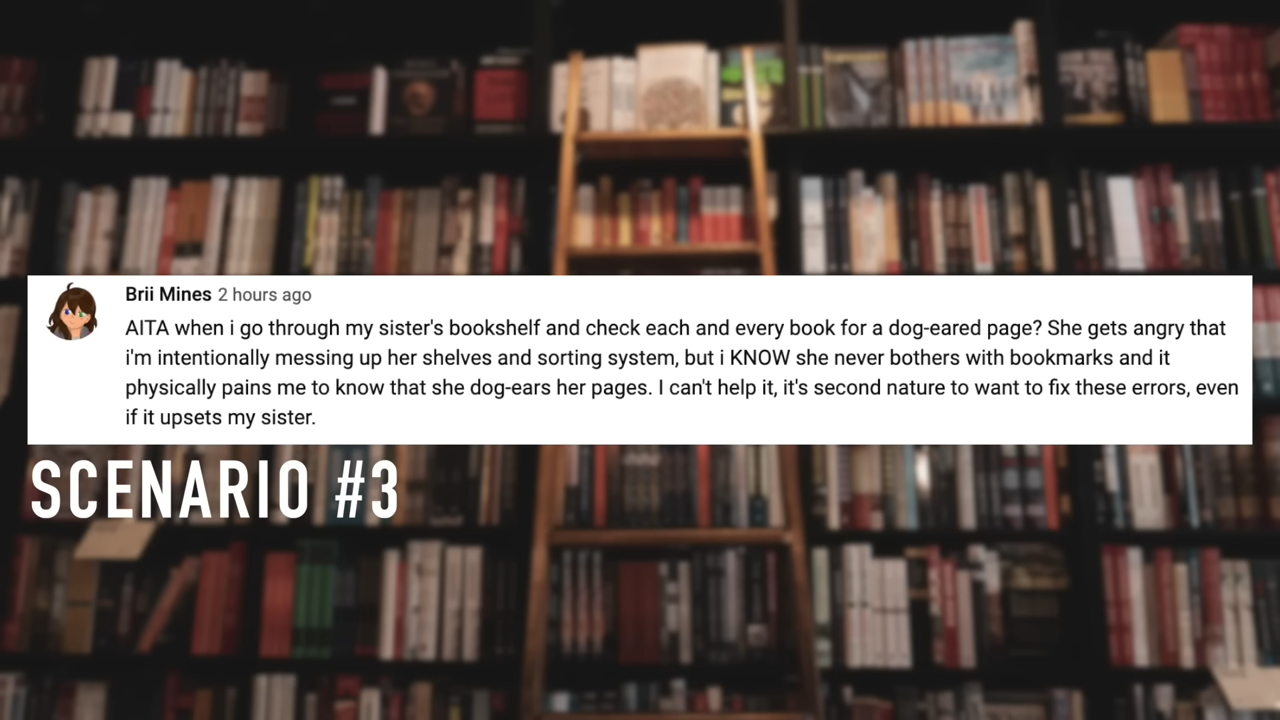 Brii Mines 2 hours ago
AITA when i go through my sister's bookshelf and check each and every book for a dog-eared page? She gets angry that
i'm intentionally messing up her shelves and sorting system, but i KNOW she never bothers with bookmarks and it
physically pains me to know that she dog-ears her pages. I can't help it, it's second nature to want to fix these errors, even
if it upsets my sister.
SCENARIO #3